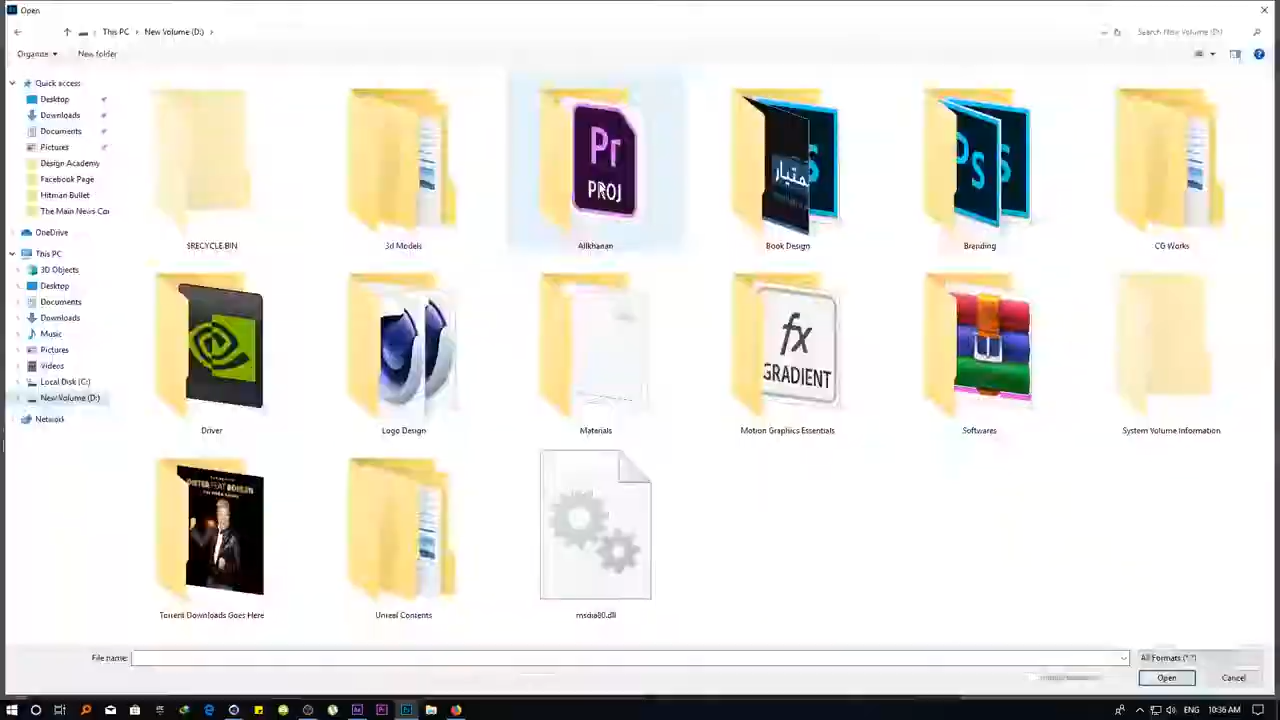 Open
This PC › New Volume (D:) ›
Search New Volume (D:)
Organize
New folder
Quick access
Desktop
Downloads
Documents
Pictures
Design Academy
Facebook Page
Hitman Bullet
The Main News Cor
OneDrive
This PC
3D Objects
Desktop
Documents
Downloads
Music
Pictures
Videos
Local Disk (C:)
New Volume (D:)
Network
Pr
PROJ
Ps
$RECYCLE.BIN
3d Models
Alikhanan
Book Design
Branding
CG Works
fx
GRADIENT
Driver
Logo Design
Materials
Motion Graphics Essentials
Softwares
System Volume Information
Torrent Downloads Goes Here
Unreal Contents
msdia80.dll
File name:
All Formats (*.*)
Open
Cancel
ENG
10:36 AM